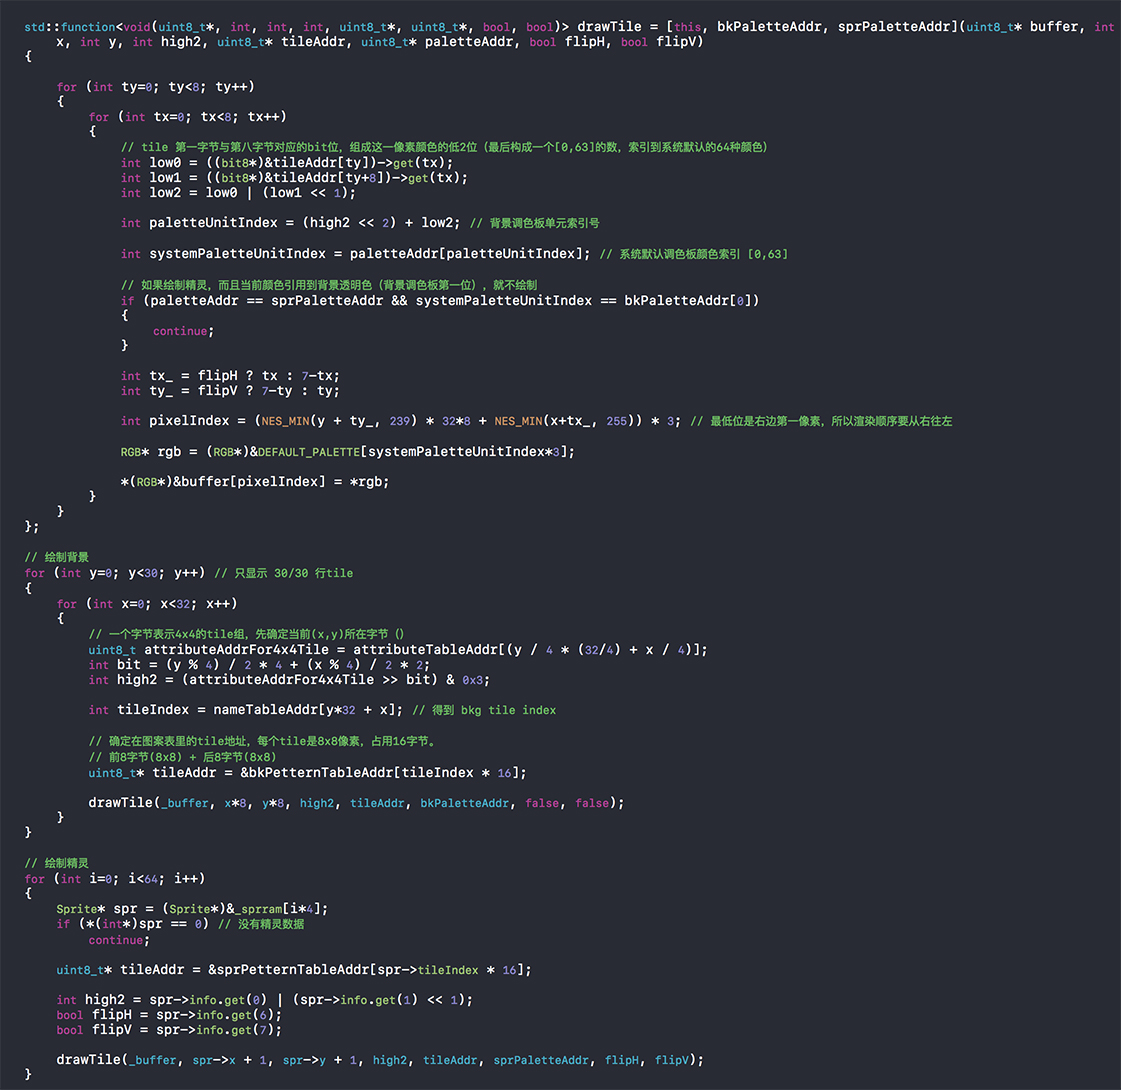 std::function<void(uint8_t*, int, int, int, uint8_t*, uint8_t*, bool, bool)> drawTile = [this, bkPaletteAddr, sprPaletteAddr](uint8_t* buffer, int
x, int y, int high2, uint8_t* tileAddr, uint8_t* paletteAddr, bool flipH, bool flipV)
{
for (int ty=0; ty<8; ty++)
{
for (int tx=0; tx<8; tx++)
{
// tile 第一字节与第八字节对应的bit位，组成这一像素颜色的低2位（最后构成一个[0,63]的数，索引到系统默认的64种颜色）
int low0 = ((bit8*)&tileAddr[ty])->get(tx);
int low1 = ((bit8*)&tileAddr[ty+8])->get(tx);
int low2 = low0 | (low1 << 1);
int paletteUnitIndex = (high2 << 2) + low2; // 背景调色板单元索引号
int systemPaletteUnitIndex = paletteAddr[paletteUnitIndex]; // 系统默认调色板颜色索引 [0,63]
// 如果绘制精灵，而且当前颜色引用到背景透明色（背景调色板第一位），就不绘制
if (paletteAddr == sprPaletteAddr && systemPaletteUnitIndex == bkPaletteAddr[0])
{
continue;
}
int tx_ = flipH ? tx : 7-tx;
int ty_ = flipV ? 7-ty : ty;
int pixelIndex = (NES_MIN(y + ty_, 239) * 32*8 + NES_MIN(x+tx_, 255)) * 3; // 最低位是右边第一像素，所以渲染顺序要从右往左
RGB* rgb = (RGB*)&DEFAULT_PALETTE[systemPaletteUnitIndex*3];
*(RGB*)&buffer[pixelIndex] = *rgb;
}
}
};
// 绘制背景
for (int y=0; y<30; y++) // 只显示 30/30 行tile
{
for (int x=0; x<32; x++)
{
// 一个字节表示4x4的tile组，先确定当前(x,y)所在字节（）
uint8_t attributeAddrFor4x4Tile = attributeTableAddr[(y / 4 * (32/4) + x / 4)];
int bit = (y % 4) / 2 * 4 + (x % 4) / 2 * 2;
int high2 = (attributeAddrFor4x4Tile >> bit) & 0x3;
int tileIndex = nameTableAddr[y*32 + x]; // 得到 bkg tile index
// 确定在图案表里的tile地址，每个tile是8x8像素，占用16字节。
// 前8字节(8x8) + 后8字节(8x8)
uint8_t* tileAddr = &bkPetternTableAddr[tileIndex * 16];
drawTile(_buffer, x*8, y*8, high2, tileAddr, bkPaletteAddr, false, false);
}
}
// 绘制精灵
for (int i=0; i<64; i++)
{
Sprite* spr = (Sprite*)&_sprram[i*4];
if (*(int*)spr == 0) // 没有精灵数据
continue;
uint8_t* tileAddr = &sprPetternTableAddr[spr->tileIndex * 16];
int high2 = spr->info.get(0) | (spr->info.get(1) << 1);
bool flipH = spr->info.get(6);
bool flipV = spr->info.get(7);
drawTile(_buffer, spr->x + 1, spr->y + 1, high2, tileAddr, sprPaletteAddr, flipH, flipV);
}